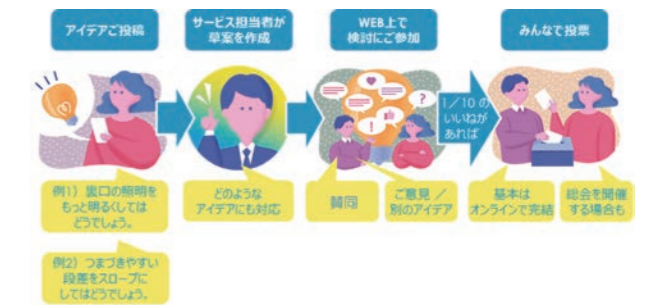 アイデアご投稿
サービス担当者が
草案を作成
WEB上で
検討にご参加
みんなで投票
?
!
1/10の
いいねが
あれば
例1) 裏口の照明を
もっと明るくしては
どうでしょう。
どのような
アイデアにも対応
賛同
ご意見 /
別のアイデア
基本は
オンラインで完結
総会を開催
する場合も
例2) つまづきやすい
段差をスロープに
してはどうでしょう。